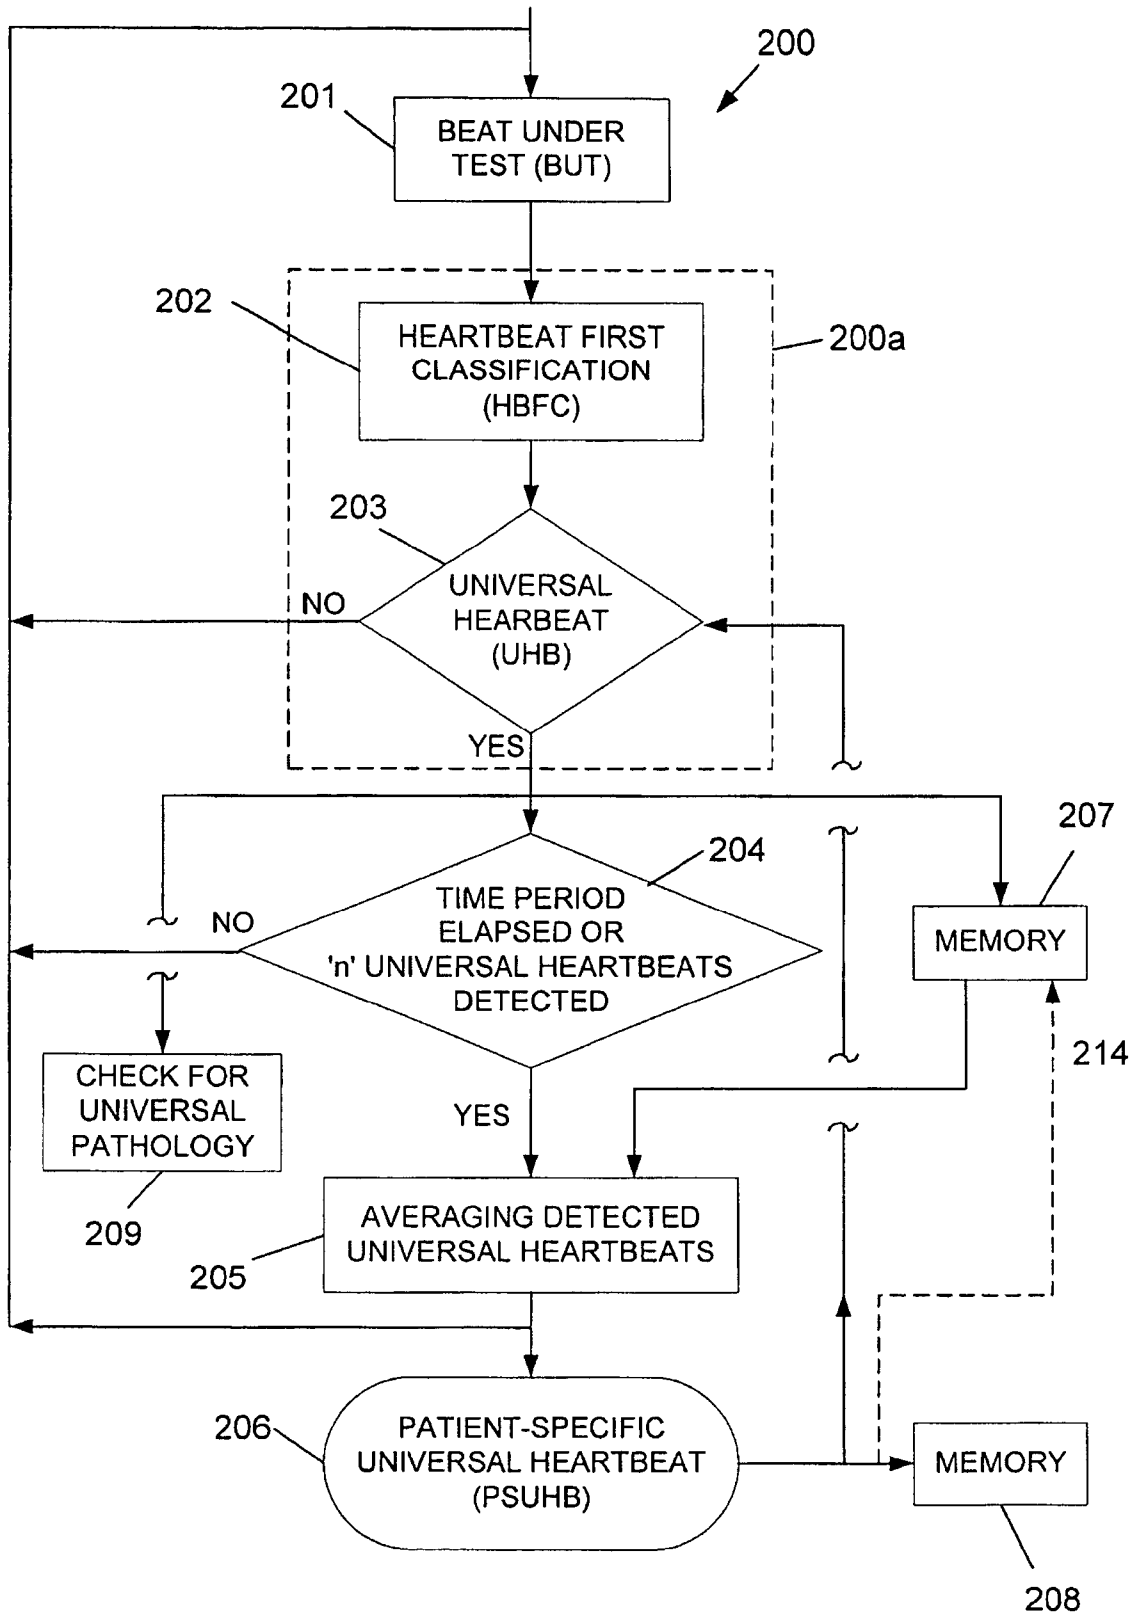 200
201
BEAT UNDER
TEST (BUT)
202
HEARTBEAT FIRST
CLASSIFICATION
(HBFC)
200a
203
UNIVERSAL
HEARBEAT
(UHB)
NO
YES
204
207
TIME PERIOD
ELAPSED OR
'n' UNIVERSAL HEARTBEATS
DETECTED
NO
MEMORY
214
CHECK FOR
UNIVERSAL
PATHOLOGY
209
YES
AVERAGING DETECTED
UNIVERSAL HEARTBEATS
205
206
PATIENT-SPECIFIC
UNIVERSAL HEARTBEAT
(PSUHB)
MEMORY
208